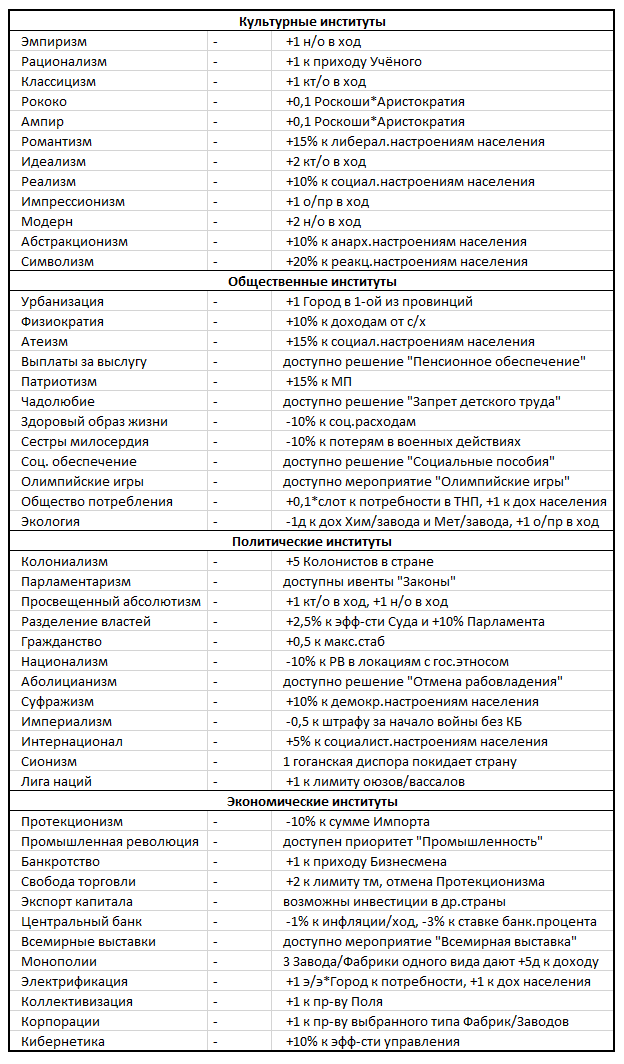 Культурные институты
Эмпиризм - +1 н/о в ход
Рационализм - +1 к приходу Учёного
Классицизм - +1 кт/о в ход
Рококо - +0,1 Роскоши*Аристократия
Ампир - +0,1 Роскоши*Аристократия
Романтизм - +15% к либерал.настроениям населения
Идеализм - +2 кт/о в ход
Реализм - +10% к социал.настроениям населения
Импрессионизм - +1 о/пр в ход
Модерн - +2 н/о в ход
Абстракционизм - +10% к анарх.настроениям населения
Символизм - +20% к реакц.настроениям населения
Общественные институты
Урбанизация - +1 Город в 1-ой из провинций
Физиократия - +10% к доходам от с/х
Атеизм - +15% к социал.настроениям населения
Выплаты за выслугу - доступно решение "Пенсионное обеспечение"
Патриотизм - +15% к МП
Чадолюбие - доступно решение "Запрет детского труда"
Здоровый образ жизни - -10% к соц.расходам
Сестры милосердия - -10% к потерям в военных действиях
Соц. обеспечение - доступно решение "Социальные пособия"
Олимпийские игры - доступно мероприятие "Олимпийские игры"
Общество потребления - +0,1*слот к потребности в ТНП, +1 к дох населения
Экология - -1д к дох Хим/завода и Мет/завода, +1 о/пр в ход
Политические институты
Колониализм - +5 Колонистов в стране
Парламентаризм - доступны ивенты "Законы"
Просвещенный абсолютизм - +1 кт/о в ход, +1 н/о в ход
Разделение властей - +2,5% к эфф-сти Суда и +10% Парламента
Гражданство - +0,5 к макс.стаб
Национализм - -10% к РВ в локациям с гос.этносом
Аболицианизм - доступно решение "Отмена рабовладения"
Суфражизм - +10% к демокр.настроениям населения
Империализм - -0,5 к штрафу за начало войны без КБ
Интернационал - +5% к социалист.настроениям населения
Сионизм - 1 гоганская диспора покидает страну
Лига наций - +1 к лимиту оюзов/вассалов
Экономические институты
Протекционизм - -10% к сумме Импорта
Промышленная революция - доступен приоритет "Промышленность"
Банкротство - +1 к приходу Бизнесмена
Свобода торговли - +2 к лимиту тм, отмена Протекционизма
Экспорт капитала - возможны инвестиции в др.страны
Центральный банк - -1% к инфляции/ход, -3% к ставке банк.процента
Всемирные выставки - доступно мероприятие "Всемирная выставка"
Монополии - 3 Завода/Фабрики одного вида дают +5д к доходу
Электрификация - +1 э/э*Город к потребности, +1 к дох населения
Коллективизация - +1 к пр-ву Поля
Корпорации - +1 к пр-ву выбранного типа Фабрик/Заводов
Кибернетика - +10% к эфф-сти управления